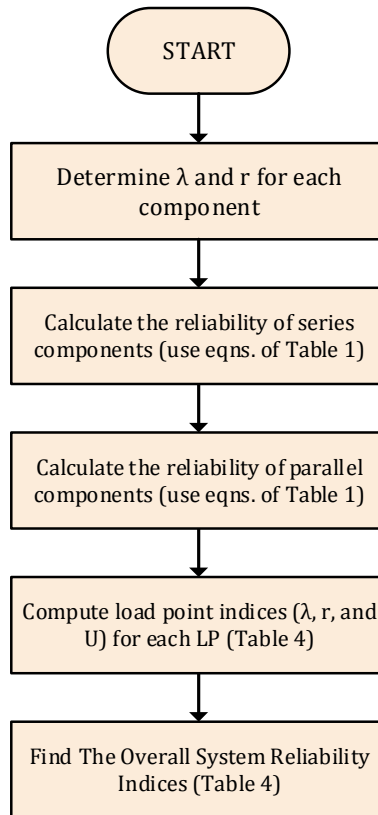 START
Determine λ and r for each
component
Calculate the reliability of series
components (use eqns. of Table 1)
Calculate the reliability of parallel
components (use eqns. of Table 1)
Compute load point indices (λ, r, and
U) for each LP (Table 4)
Find The Overall System Reliability
Indices (Table 4)